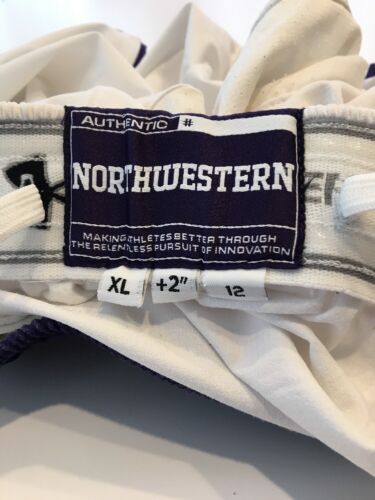 AUTHENTIC #
NORTHWESTERN
MAKING ATHLETES BETTER THROUGH
THE RELENTLESS PURSUIT OF INNOVATION
XL +2" 12